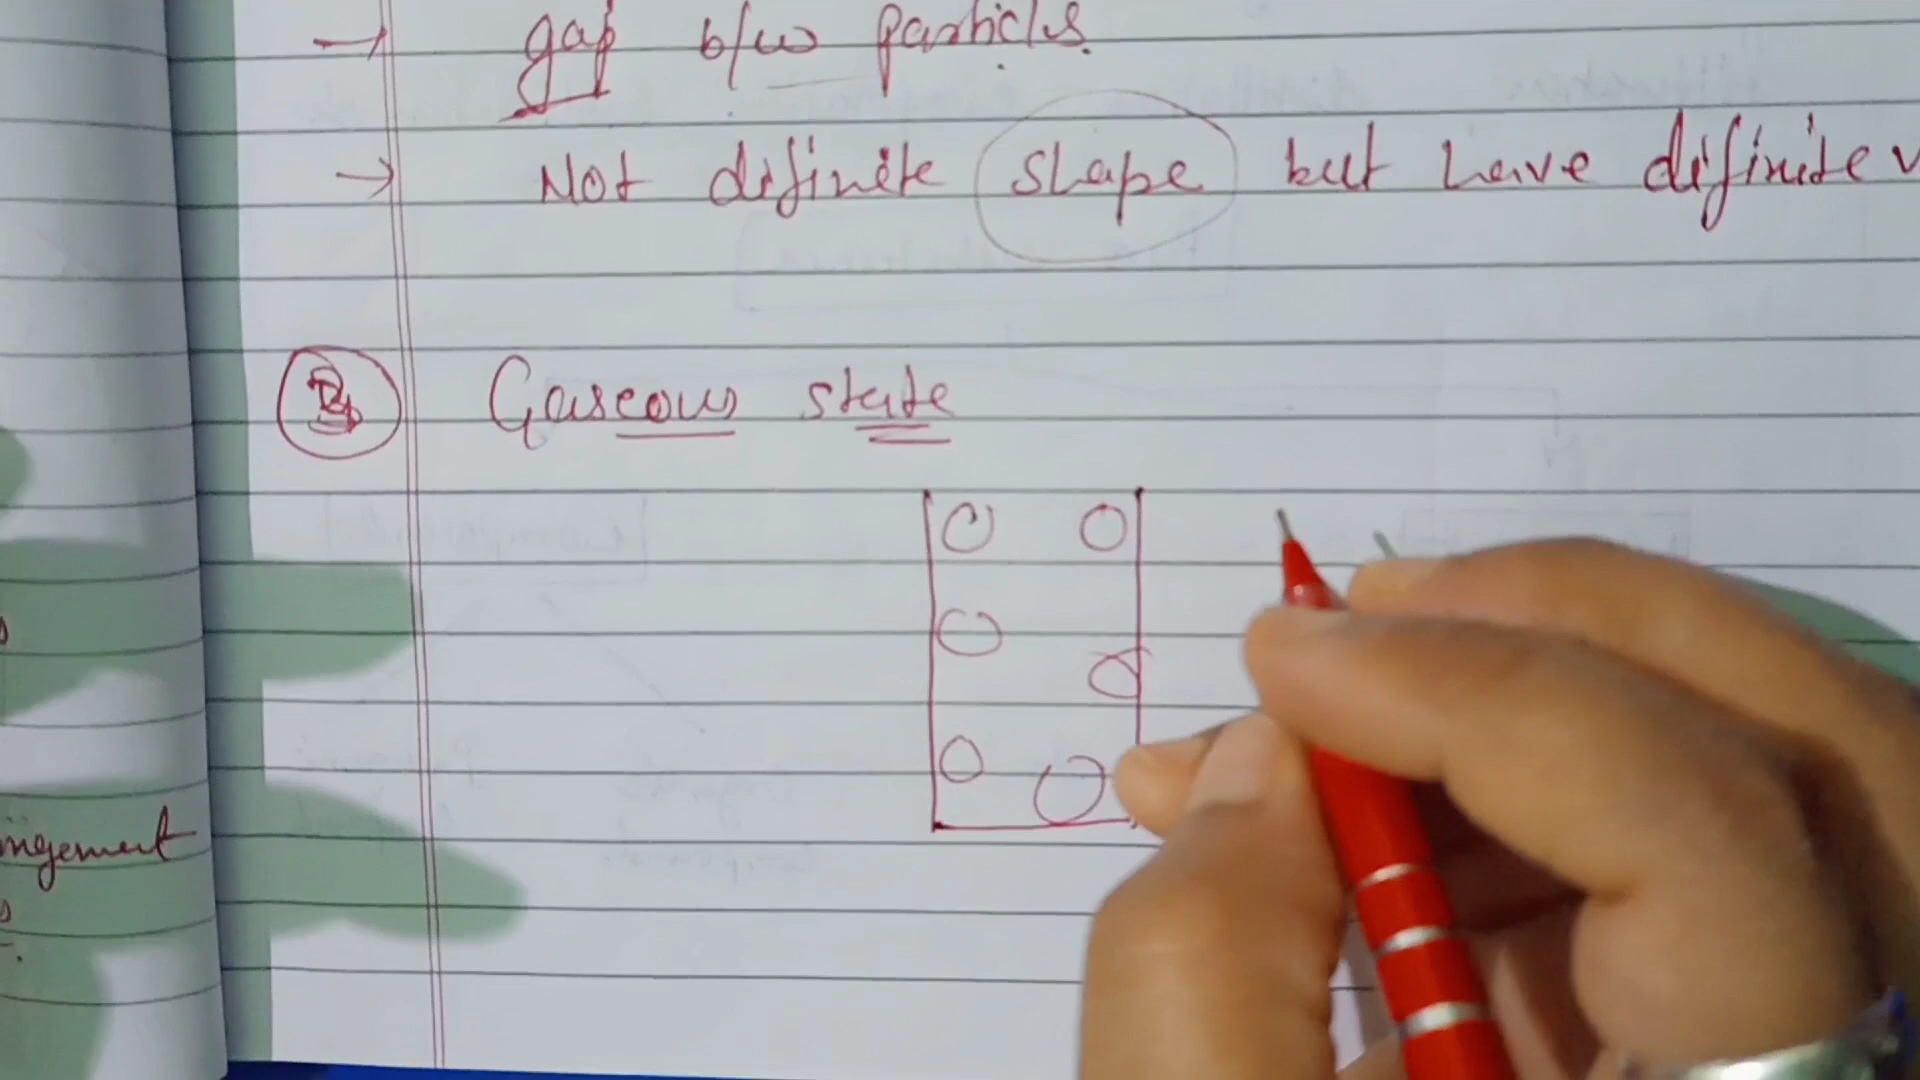 → gap b/w particles.
→ Not definite shape but have definite v
Gaseous state
ngement